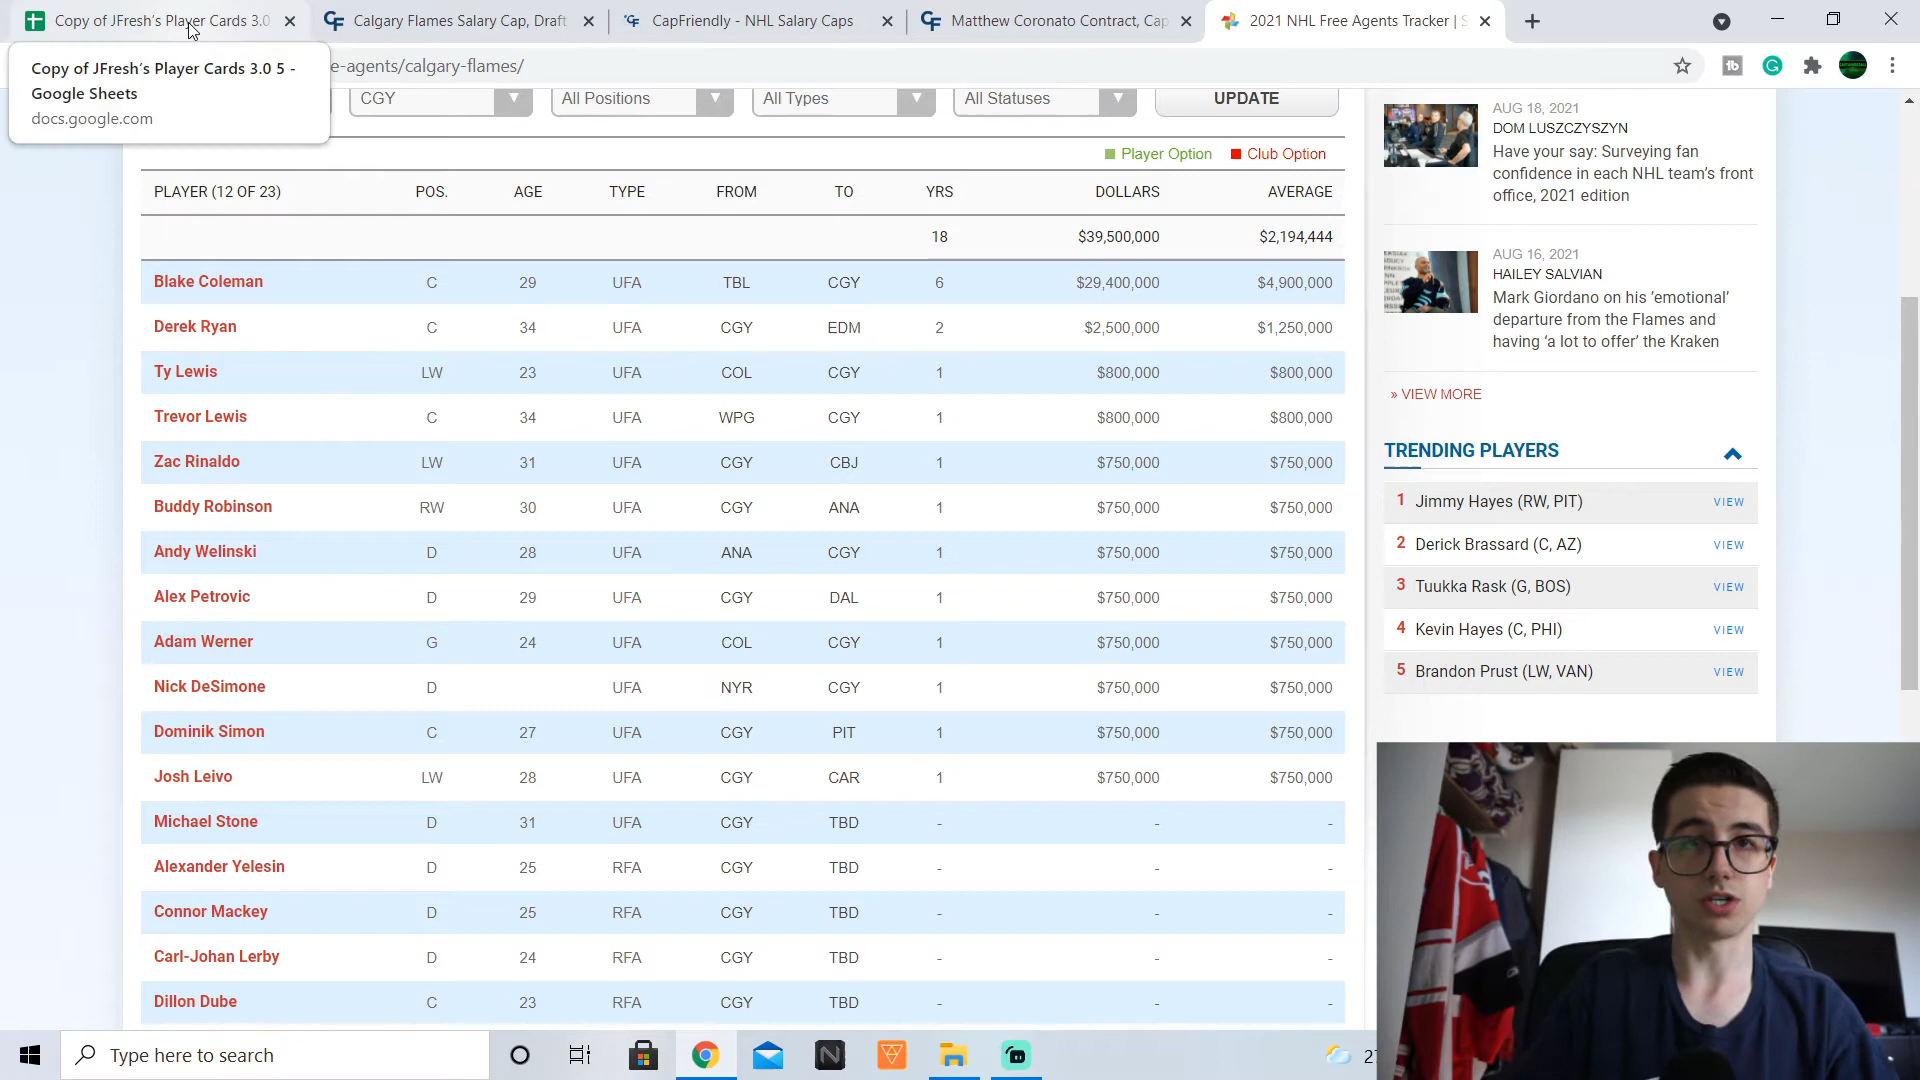 Copy of JFresh's Player Cards 3.0
Calgary Flames Salary Cap, Draft
CapFriendly - NHL Salary Caps
Matthew Coronato Contract, Cap
2021 NHL Free Agents Tracker | S
Copy of JFresh's Player Cards 3.0 5 -
Google Sheets
docs.google.com
e-agents/calgary-flames/
CGY All Positions All Types All Statuses UPDATE
Player Option Club Option
PLAYER (12 OF 23) POS. AGE TYPE FROM TO YRS DOLLARS AVERAGE
18 $39,500,000 $2,194,444
Blake Coleman C 29 UFA TBL CGY 6 $29,400,000 $4,900,000
Derek Ryan C 34 UFA CGY EDM 2 $2,500,000 $1,250,000
Ty Lewis LW 23 UFA COL CGY 1 $800,000 $800,000
Trevor Lewis C 34 UFA WPG CGY 1 $800,000 $800,000
Zac Rinaldo LW 31 UFA CGY CBJ 1 $750,000 $750,000
Buddy Robinson RW 30 UFA CGY ANA 1 $750,000 $750,000
Andy Welinski D 28 UFA ANA CGY 1 $750,000 $750,000
Alex Petrovic D 29 UFA CGY DAL 1 $750,000 $750,000
Adam Werner G 24 UFA COL CGY 1 $750,000 $750,000
Nick DeSimone D UFA NYR CGY 1 $750,000 $750,000
Dominik Simon C 27 UFA CGY PIT 1 $750,000 $750,000
Josh Leivo LW 28 UFA CGY CAR 1 $750,000 $750,000
Michael Stone D 31 UFA CGY TBD - - -
Alexander Yelesin D 25 RFA CGY TBD - - -
Connor Mackey D 25 RFA CGY TBD - - -
Carl-Johan Lerby D 24 RFA CGY TBD - - -
Dillon Dube C 23 RFA CGY TBD - - -
AUG 18, 2021
DOM LUSZCZYSZYN
Have your say: Surveying fan
confidence in each NHL team's front
office, 2021 edition
AUG 16, 2021
HAILEY SALVIAN
Mark Giordano on his 'emotional'
departure from the Flames and
having 'a lot to offer' the Kraken
» VIEW MORE
TRENDING PLAYERS
1 Jimmy Hayes (RW, PIT) VIEW
2 Derick Brassard (C, AZ) VIEW
3 Tuukka Rask (G, BOS) VIEW
4 Kevin Hayes (C, PHI) VIEW
5 Brandon Prust (LW, VAN) VIEW
Type here to search
27